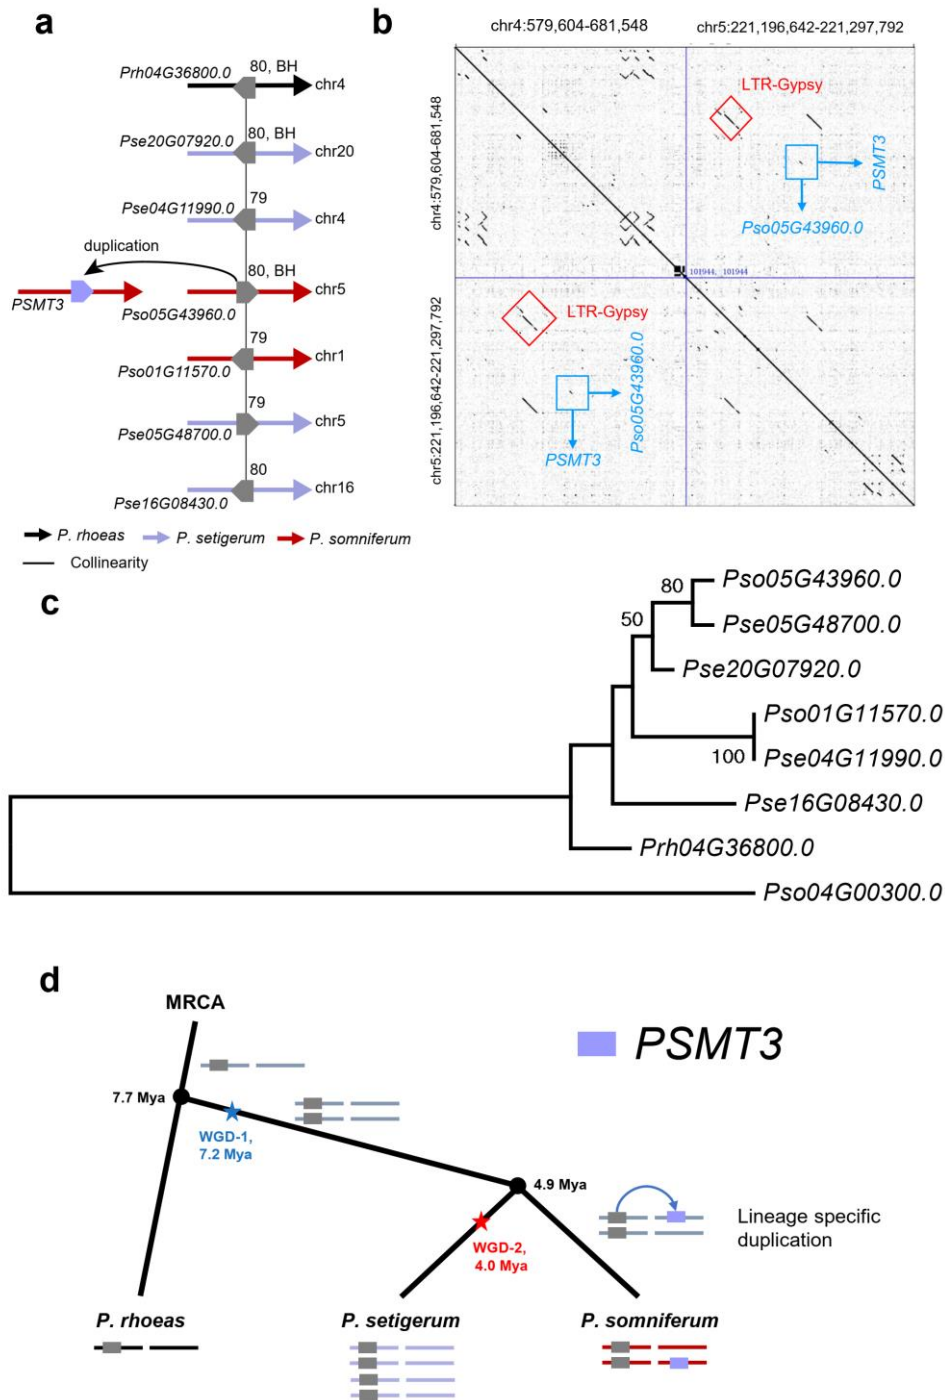 a
Prh04G36800.0
80, BH
chr4
Pse20G07920.0
80, BH
chr20
Pse04G11990.0
79
chr4
duplication
PSMT3
80, BH
Pso05G43960.0
chr5
79
Pso01G11570.0
chr1
79
Pse05G48700.0
chr5
80
Pse16G08430.0
chr16
P. rhoeas
P. setigerum
P. somniferum
Collinearity
b
chr4:579,604-681,548
chr5:221,196,642-221,297,792
chr4:579,604-681,548
chr5:221,196,642-221,297,792
LTR-Gypsy
PSMT3
Pso05G43960.0
101944, 101944
LTR-Gypsy
Pso05G43960.0
PSMT3
c
80
50
100
Pso05G43960.0
Pse05G48700.0
Pse20G07920.0
Pso01G11570.0
Pse04G11990.0
Pse16G08430.0
Prh04G36800.0
Pso04G00300.0
d
MRCA
PSMT3
7.7 Mya
WGD-1,
7.2 Mya
4.9 Mya
WGD-2,
4.0 Mya
Lineage specific
duplication
P. rhoeas
P. setigerum
P. somniferum